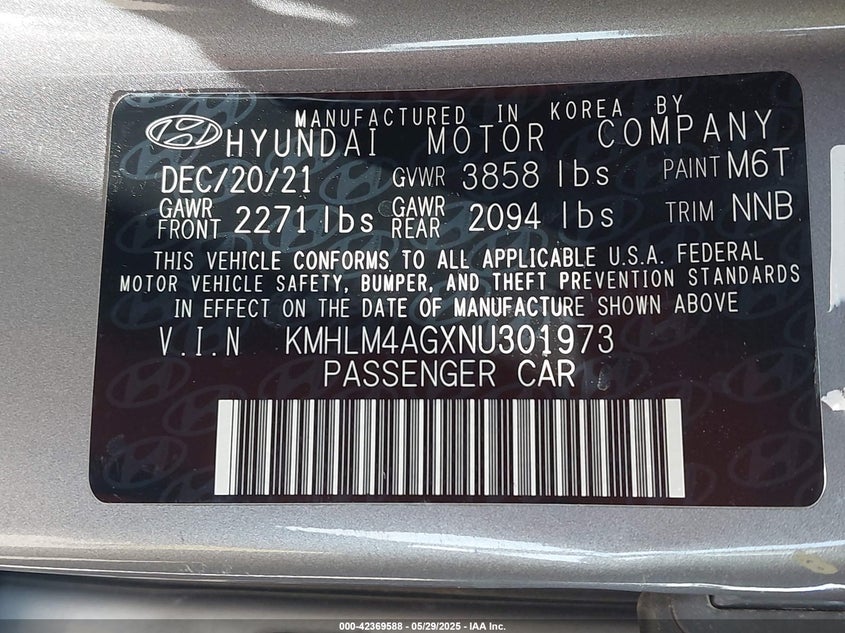 MANUFACTURED IN KOREA BY
HYUNDAI MOTOR COMPANY
DEC/20/21 GVWR 3858 lbs PAINT M6T
GAWR FRONT 2271 lbs GAWR REAR 2094 lbs TRIM NNB
THIS VEHICLE CONFORMS TO ALL APPLICABLE U.S.A. FEDERAL
MOTOR VEHICLE SAFETY, BUMPER, AND THEFT PREVENTION STANDARDS
IN EFFECT ON THE DATE OF MANUFACTURE SHOWN ABOVE
V.I.N KMHLM4AGXNU301973
PASSENGER CAR
000-42369588 - 05/29/2025 - IAA Inc.